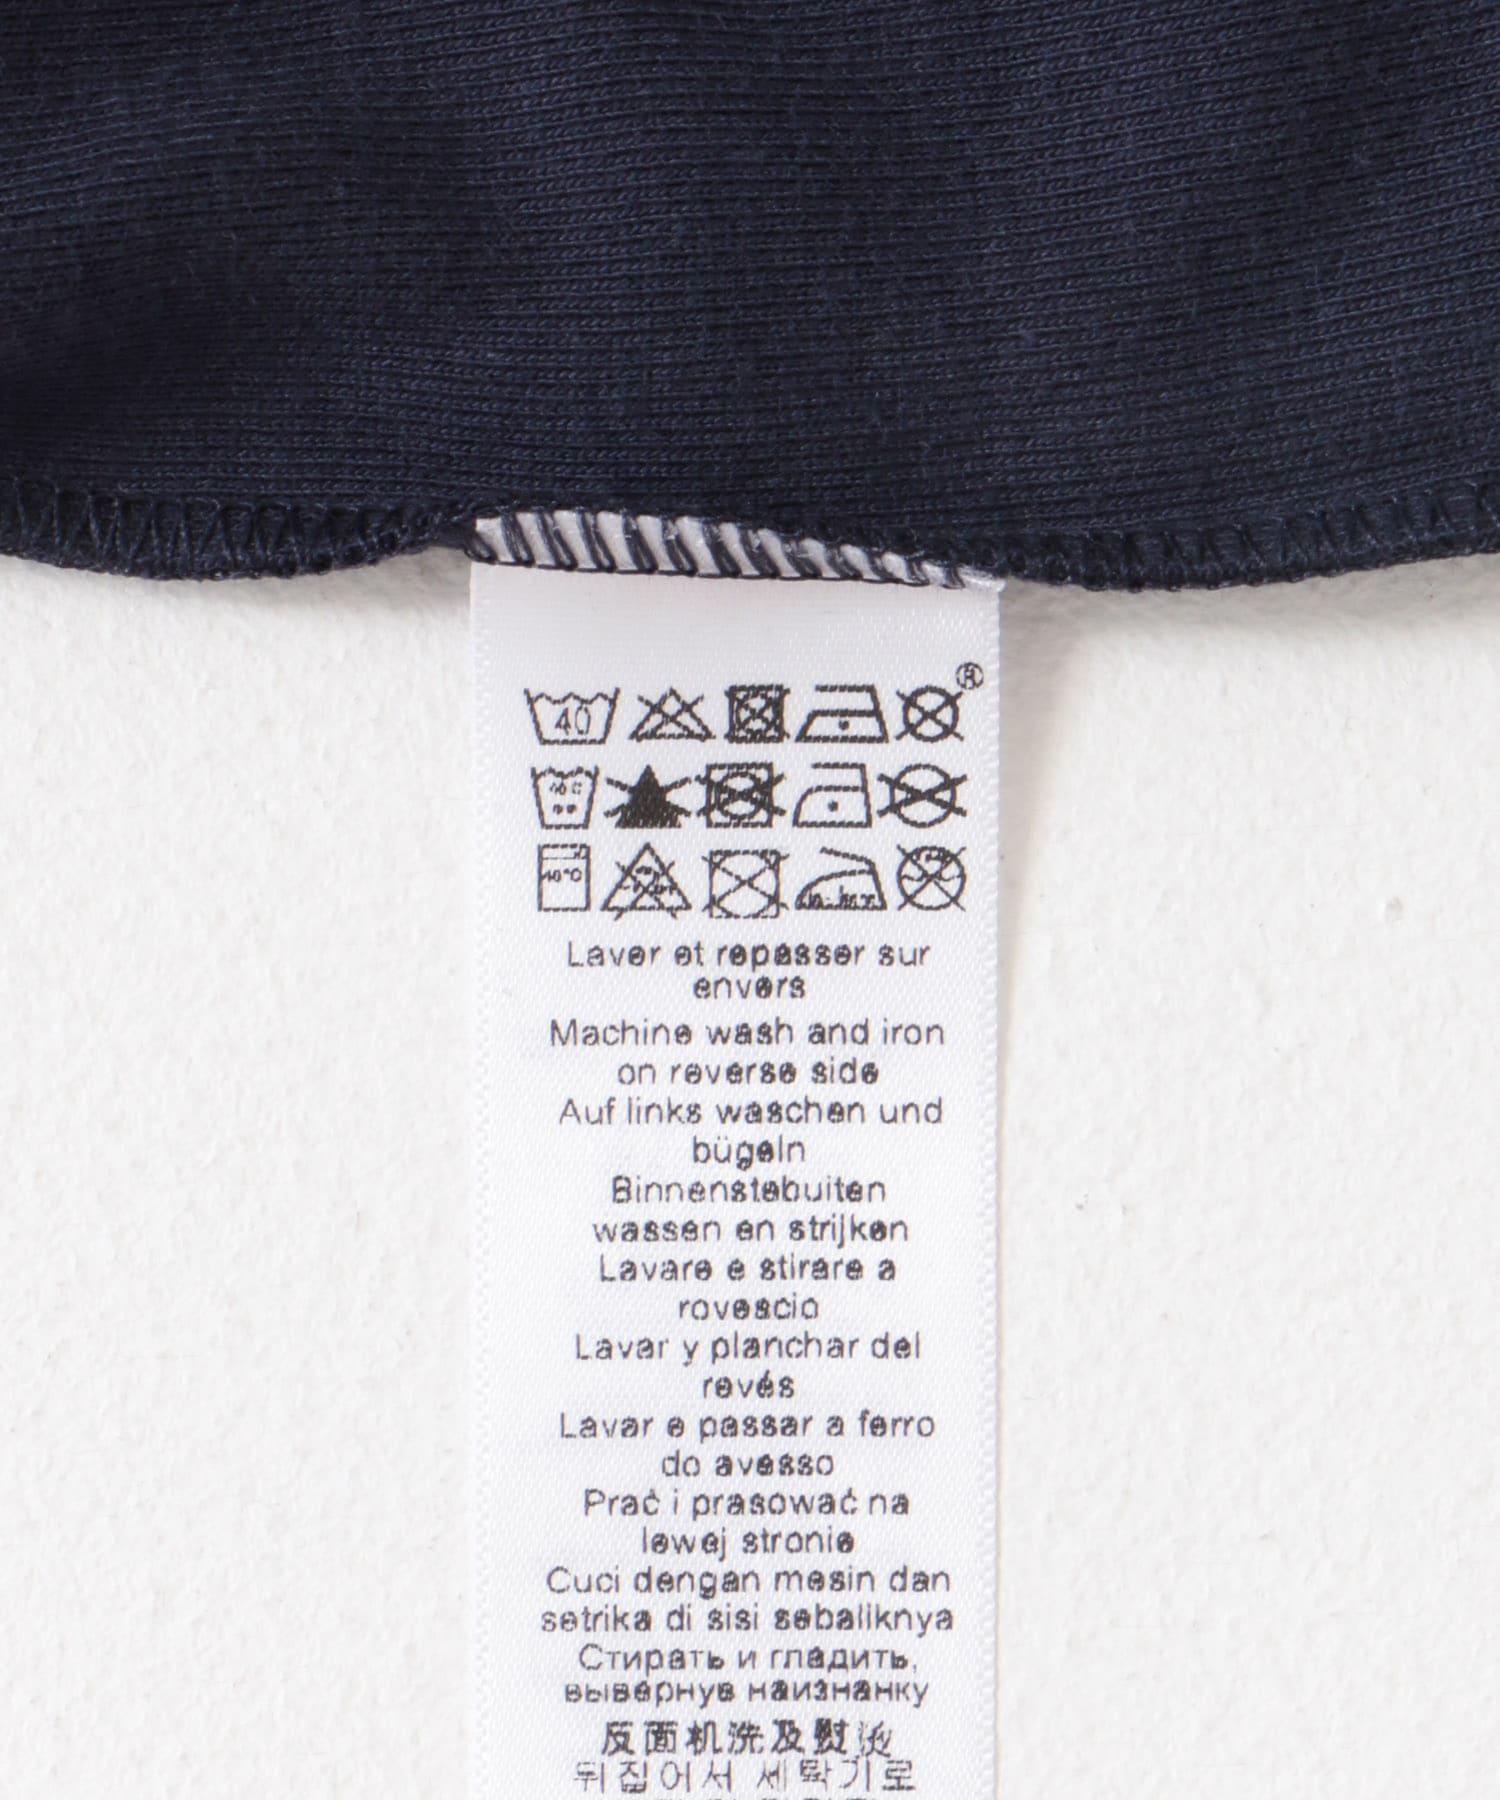 ®
40
40°C
Laver et repasser sur
envers
Machine wash and iron
on reverse side
Auf links waschen und
bügeln
Binnenstebuiten
wassen en strijken
Lavare e stirare a
rovescio
Lavar y planchar del
revés
Lavar e passar a ferro
do avesso
Prać i prasować na
lewej stronie
Cuci dengan mesin dan
setrika di sisi sebaliknya
Стирать и гладить,
вывернув наизнанку
反面机洗及熨烫
뒤집어서 세탁기로